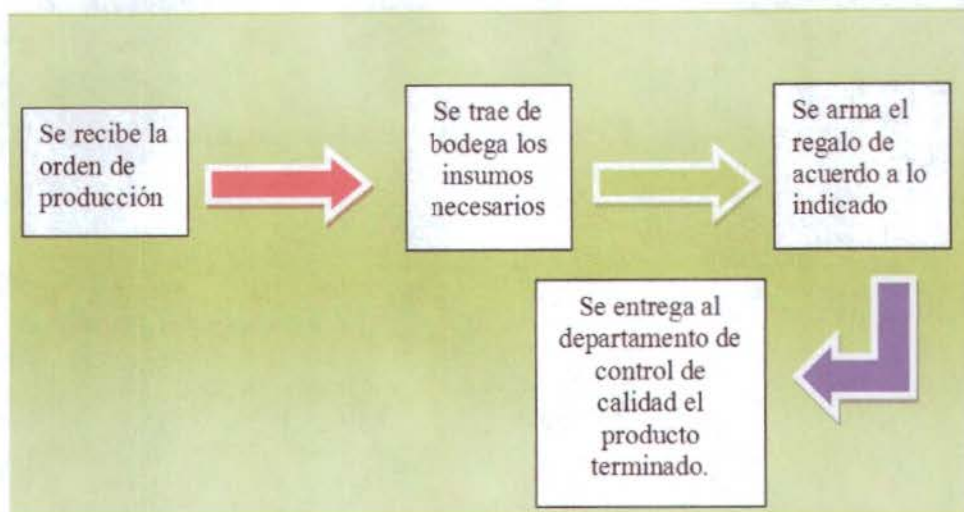 Se recibe la
orden de
producción
Se trae de
bodega los
insumos
necesarios
Se arma el
regalo de
acuerdo a lo
indicado
Se entrega al
departamento de
control de
calidad el
producto
terminado.